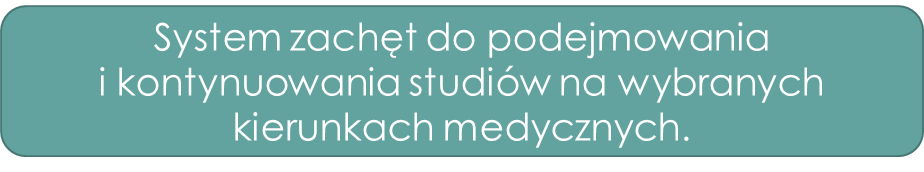 System zachęt do podejmowania
i kontynuowania studiów na wybranych
kierunkach medycznych.